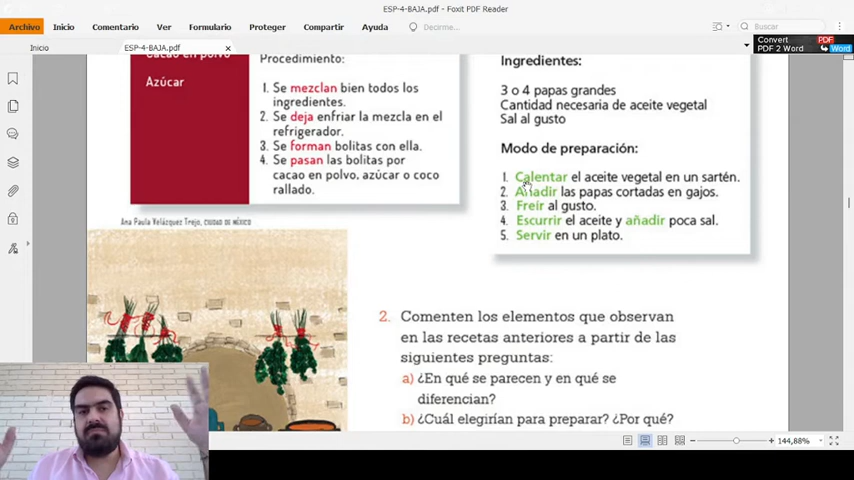 ESP-4-BAJA.pdf - Foxit PDF Reader
Archivo Inicio Comentario Ver Formulario Proteger Compartir Ayuda Decirme... Buscar
Inicio ESP-4-BAJA.pdf
Convert PDF
PDF 2 Word Word
Cacao en polvo
Azúcar
Procedimiento:
1. Se mezclan bien todos los
ingredientes.
2. Se deja enfriar la mezcla en el
refrigerador.
3. Se forman bolitas con ella.
4. Se pasan las bolitas por
cacao en polvo, azúcar o coco
rallado.
Ana Paula Velázquez Trejo, CIUDAD DE MÉXICO
Ingredientes:
3 o 4 papas grandes
Cantidad necesaria de aceite vegetal
Sal al gusto
Modo de preparación:
1. Calentar el aceite vegetal en un sartén.
2. Añadir las papas cortadas en gajos.
3. Freír al gusto.
4. Escurrir el aceite y añadir poca sal.
5. Servir en un plato.
2. Comenten los elementos que observan
en las recetas anteriores a partir de las
siguientes preguntas:
a) ¿En qué se parecen y en qué se
diferencian?
b) ¿Cuál elegirían para preparar? ¿Por qué?
144,88%